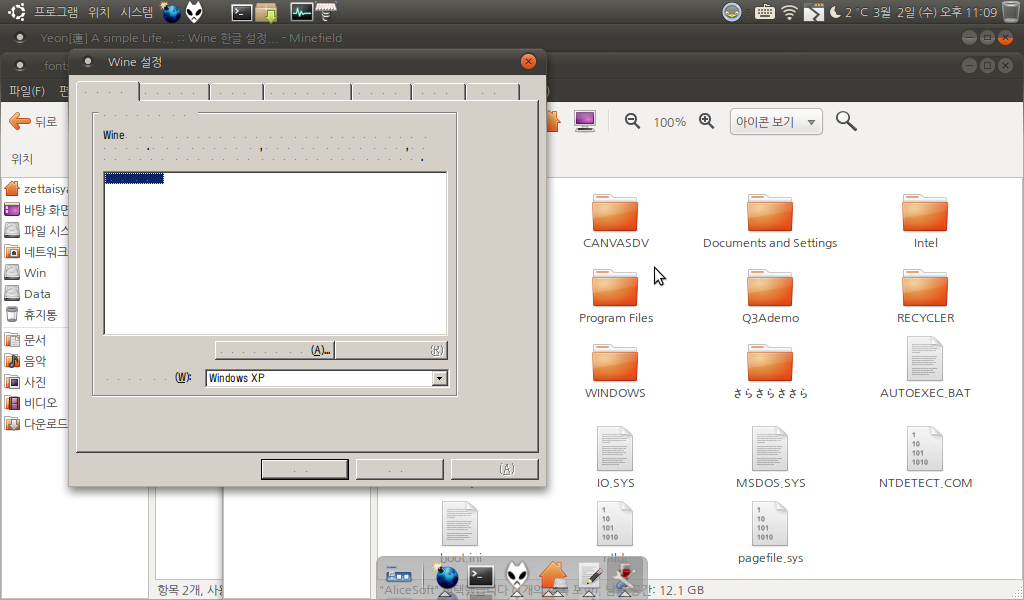 프로그램 위치 시스템
2 °C 3월 2일 (수) 오후 11:09
Yeon[蓮] A simple Life... :: Wine 한글 설정... - Minefield
.fonts
Wine 설정
파일(F)
뒤로
100%
아이콘 보기
위치
Wine
(A)...
(R)
(W):
Windows XP
(A)
zettaisya
바탕 화면
파일 시스
네트워크
Win
Data
휴지통
문서
음악
사진
비디오
다운로드
CANVASDV
Documents and Settings
Intel
Program Files
Q3Ademo
RECYCLER
WINDOWS
さらさらささら
AUTOEXEC.BAT
IO.SYS
MSDOS.SYS
NTDETECT.COM
boot.ini
ntldr
pagefile.sys
항목 2개, 사용
"AliceSoft"
공간: 12.1 GB